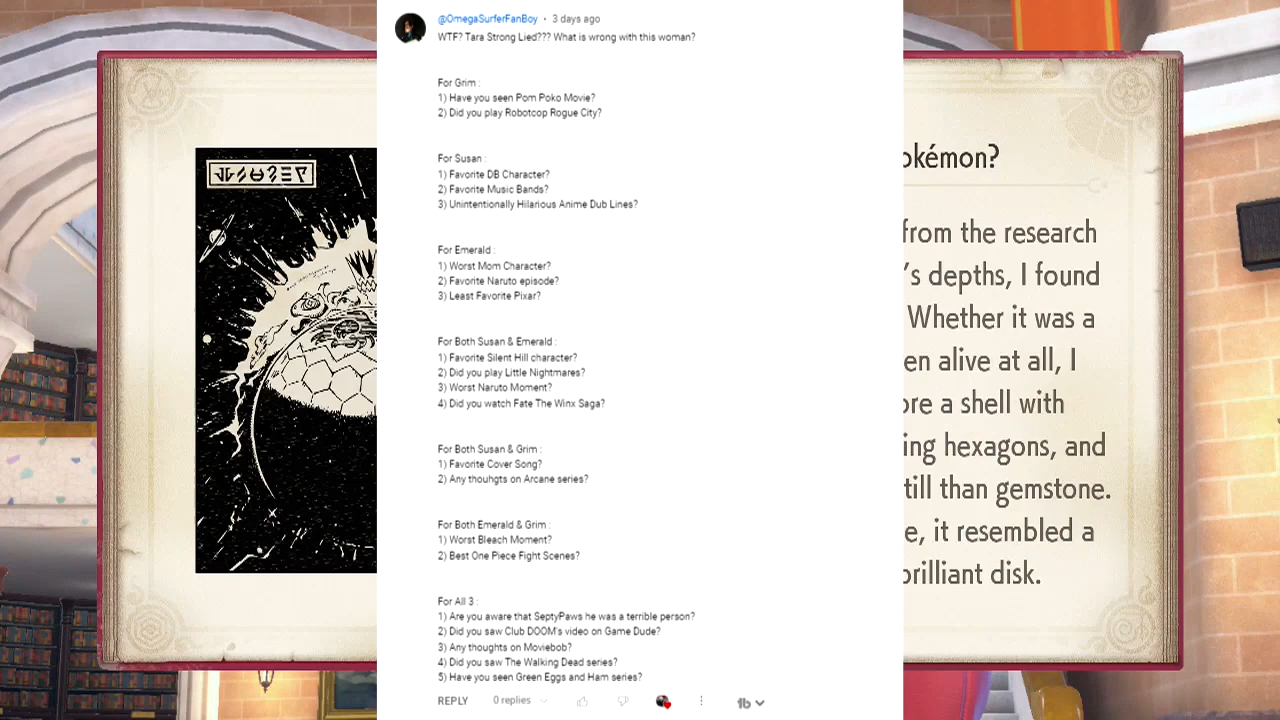 @OmegaSurferFanBoy • 3 days ago
WTF? Tara Strong Lied??? What is wrong with this woman?
For Grim :
1) Have you seen Pom Poko Movie?
2) Did you play Robotcop Rogue City?
For Susan :
1) Favorite DB Character?
2) Favorite Music Bands?
3) Unintentionally Hilarious Anime Dub Lines?
For Emerald :
1) Worst Mom Character?
2) Favorite Naruto episode?
3) Least Favorite Pixar?
For Both Susan & Emerald :
1) Favorite Silent Hill character?
2) Did you play Little Nightmares?
3) Worst Naruto Moment?
4) Did you watch Fate The Winx Saga?
For Both Susan & Grim :
1) Favorite Cover Song?
2) Any thouhgts on Arcane series?
For Both Emerald & Grim :
1) Worst Bleach Moment?
2) Best One Piece Fight Scenes?
For All 3 :
1) Are you aware that SeptyPaws he was a terrible person?
2) Did you saw Club DOOM's video on Game Dude?
3) Any thoughts on Moviebob?
4) Did you saw The Walking Dead series?
5) Have you seen Green Eggs and Ham series?
REPLY 0 replies
okémon?
from the research
's depths, I found
Whether it was a
en alive at all, I
ore a shell with
ing hexagons, and
till than gemstone.
e, it resembled a
brilliant disk.